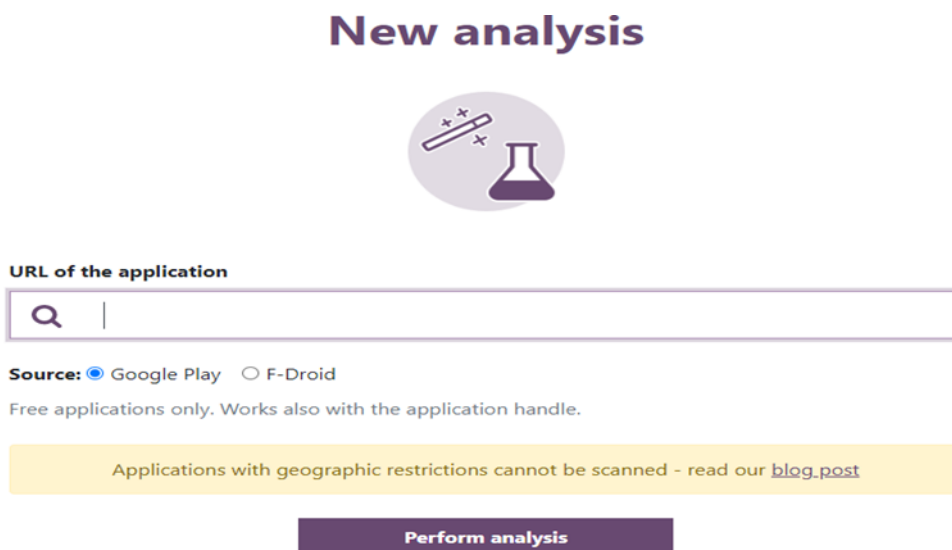 New analysis
URL of the application
Source: Google Play F-Droid
Free applications only. Works also with the application handle.
Applications with geographic restrictions cannot be scanned - read our blog post
Perform analysis